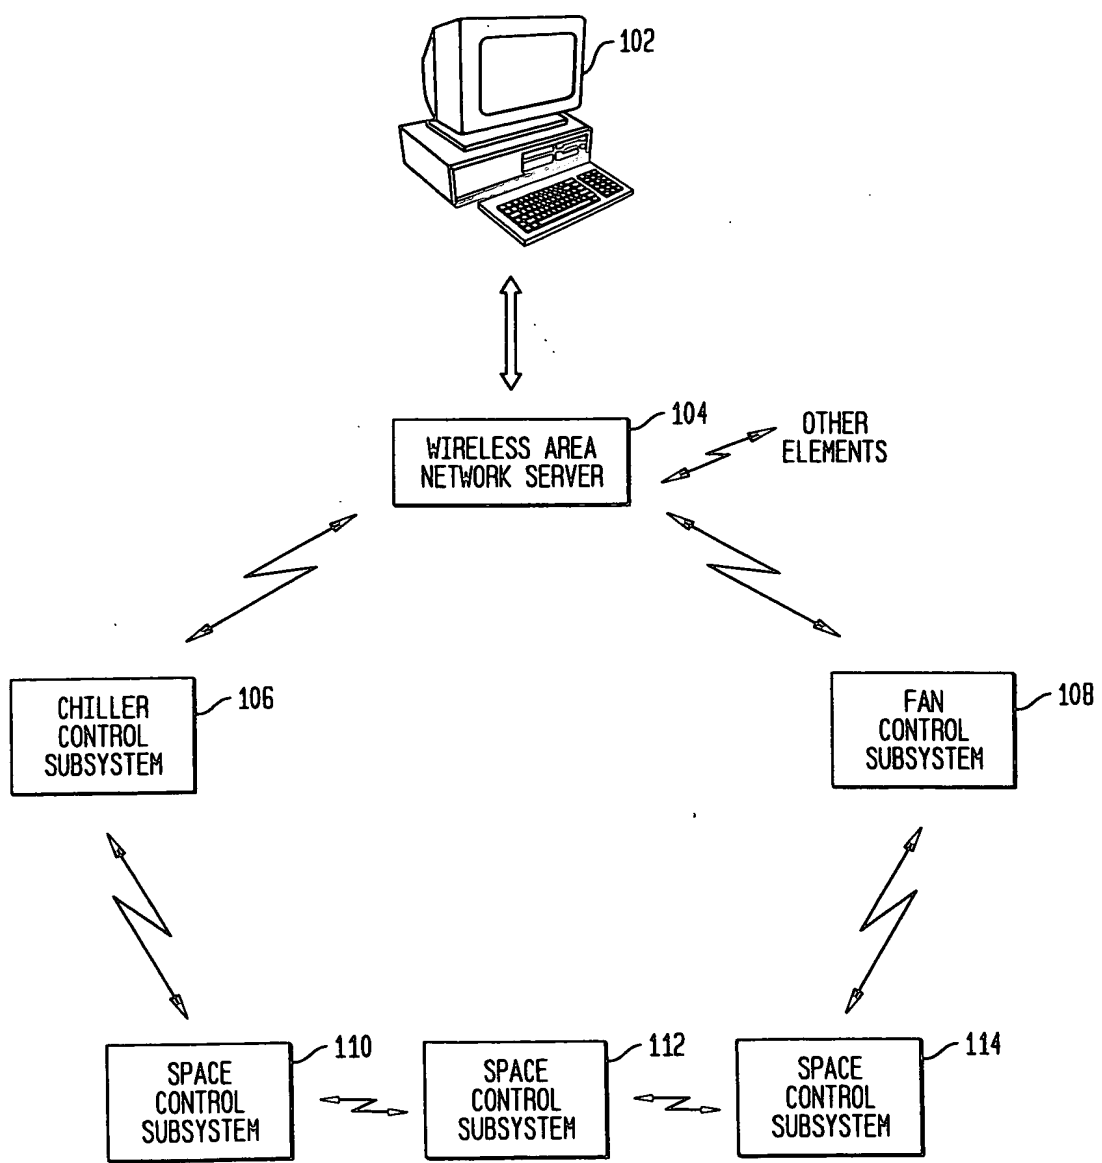 102
104
WIRELESS AREA
NETWORK SERVER
OTHER
ELEMENTS
106
CHILLER
CONTROL
SUBSYSTEM
108
FAN
CONTROL
SUBSYSTEM
110
SPACE
CONTROL
SUBSYSTEM
112
SPACE
CONTROL
SUBSYSTEM
114
SPACE
CONTROL
SUBSYSTEM